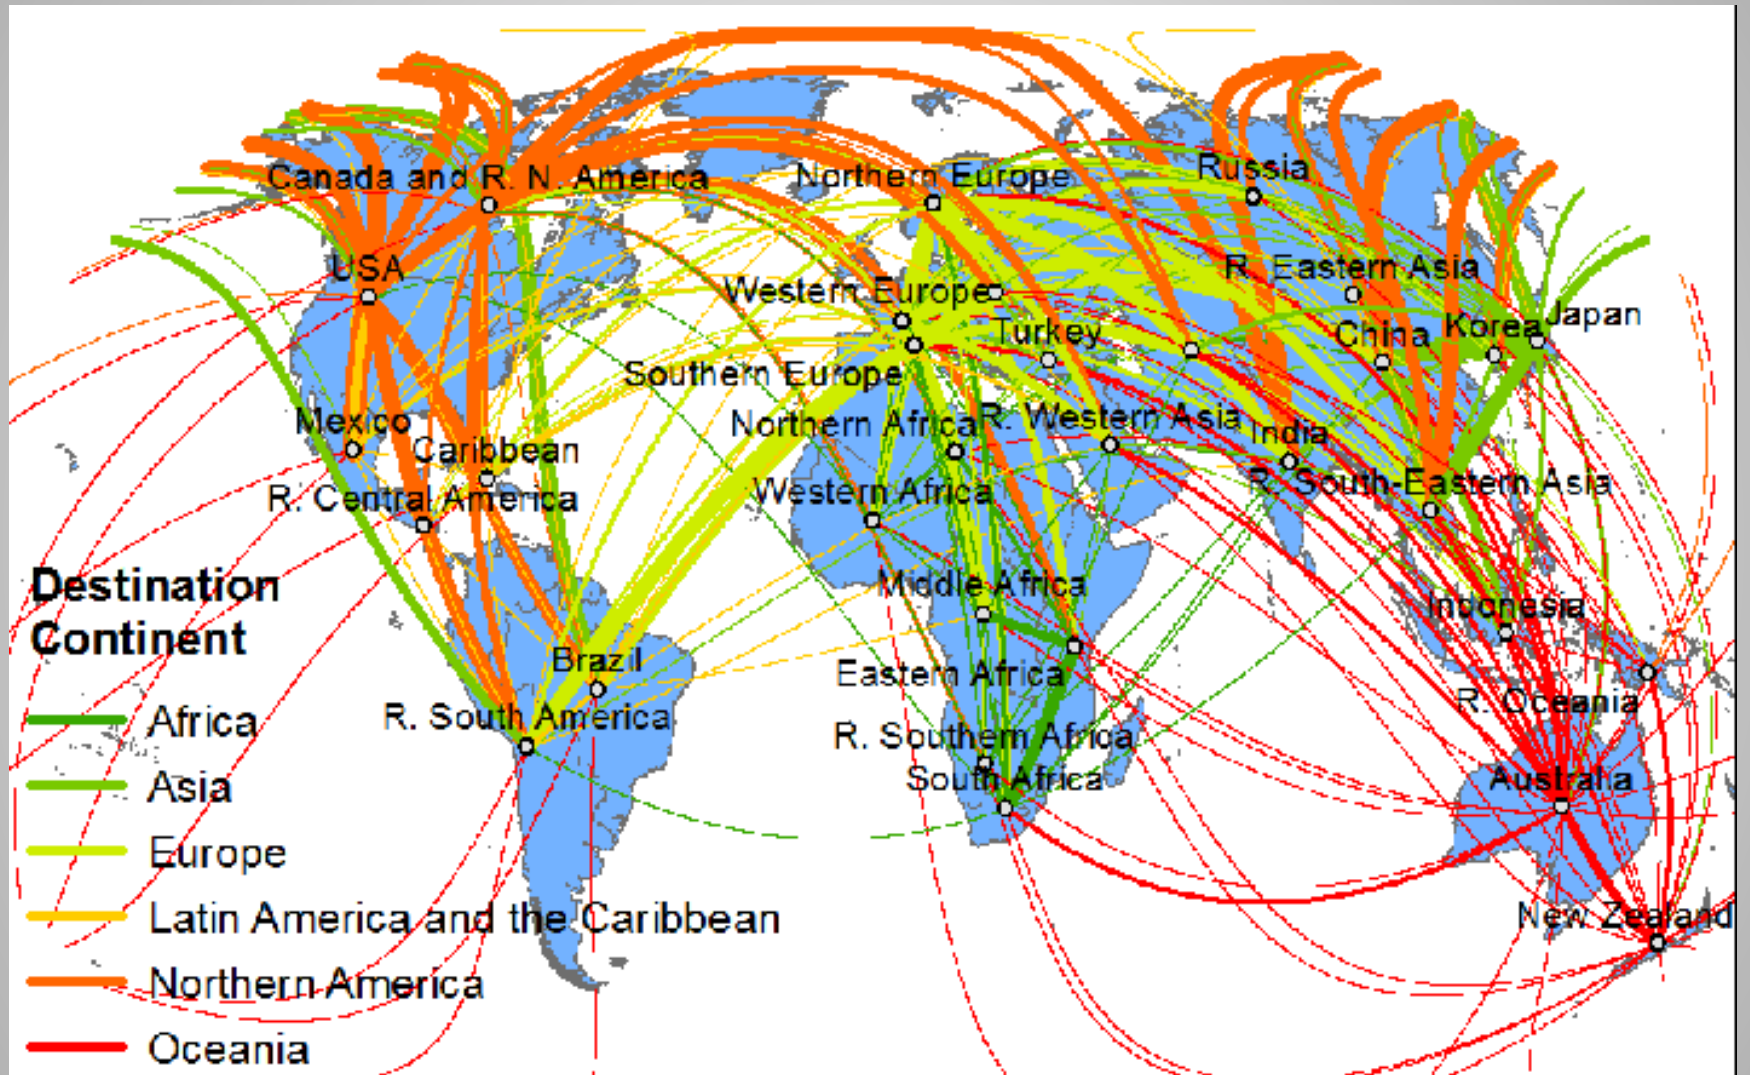 Canada and R. N. America
Northern Europe
Russia
USA
Western Europe
R. Eastern Asia
Turkey
China
Korea
Japan
Southern Europe
Mexico
Northern Africa
R. Western Asia
India
Caribbean
R. Central America
Western Africa
R. South-Eastern Asia
Destination
Continent
Middle Africa
Indonesia
Brazil
Eastern Africa
R. Oceania
R. South America
Africa
R. Southern Africa
South Africa
Australia
Asia
Europe
Latin America and the Caribbean
New Zealand
Northern America
Oceania